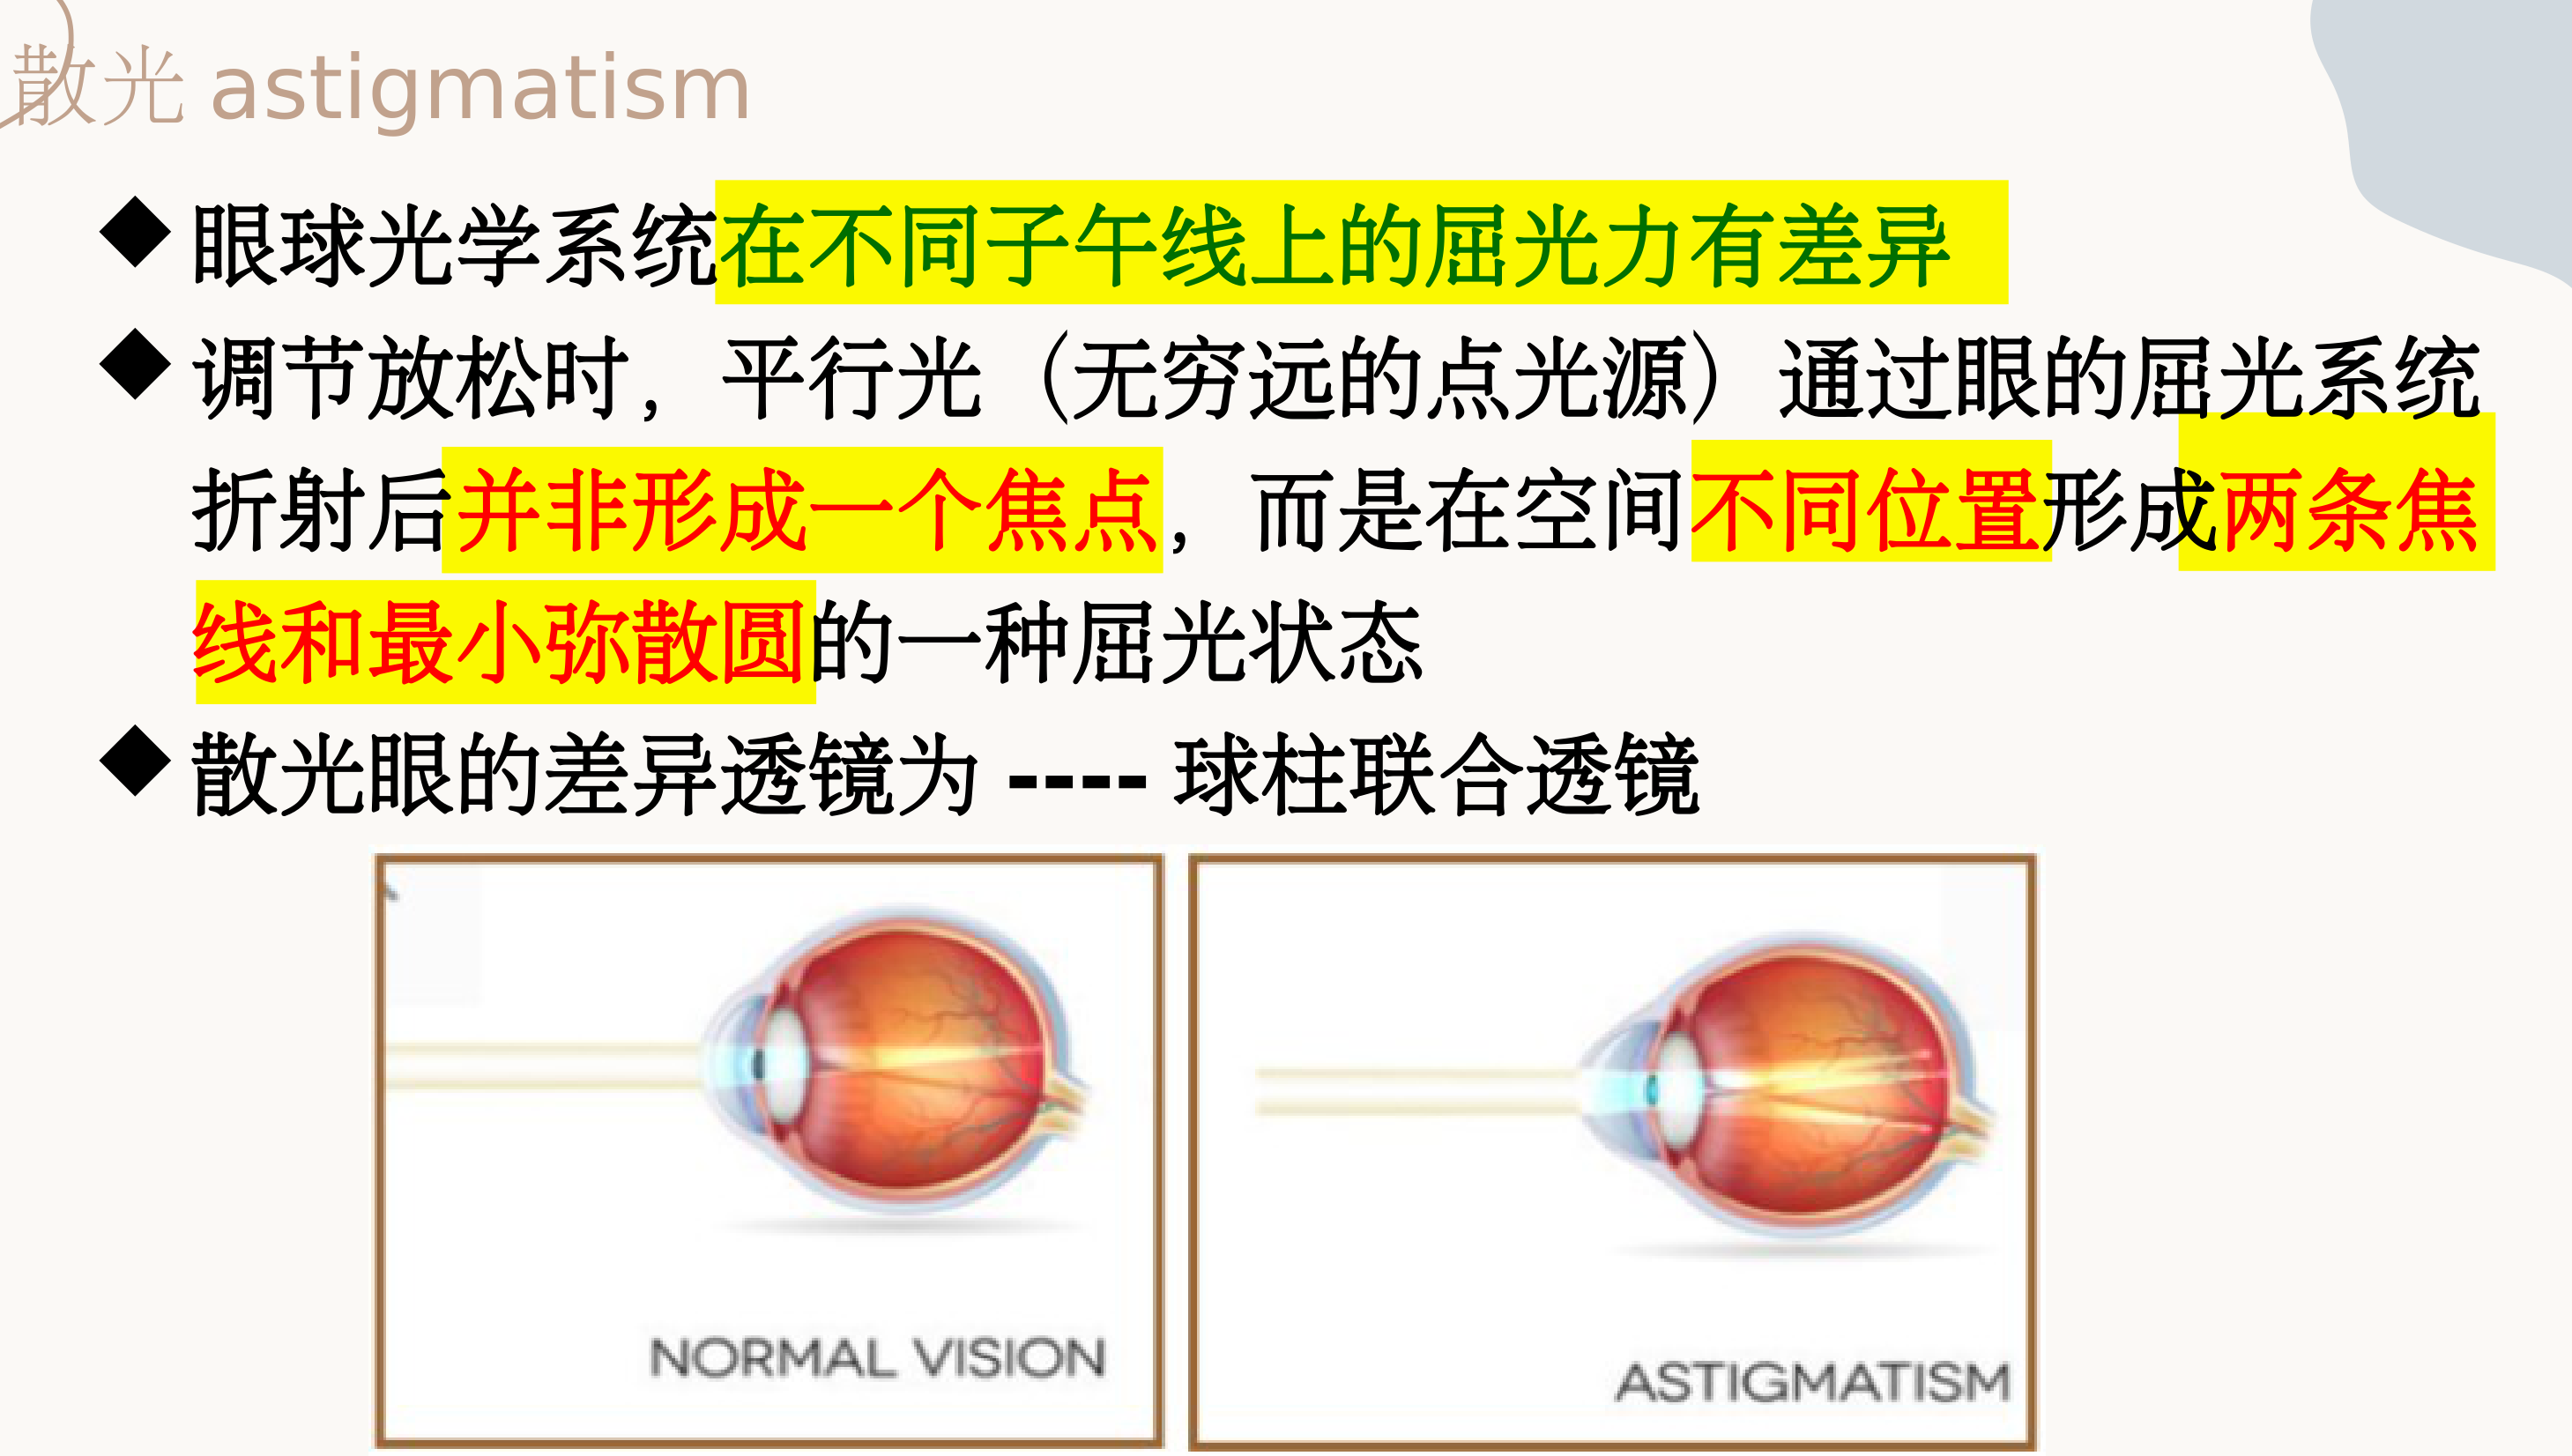 散光 astigmatism
眼球光学系统在不同子午线上的屈光力有差异
调节放松时，平行光（无穷远的点光源）通过眼的屈光系统
折射后并非形成一个焦点，而是在空间不同位置形成两条焦
线和最小弥散圆的一种屈光状态
散光眼的差异透镜为 ---- 球柱联合透镜
NORMAL VISION
ASTIGMATISM